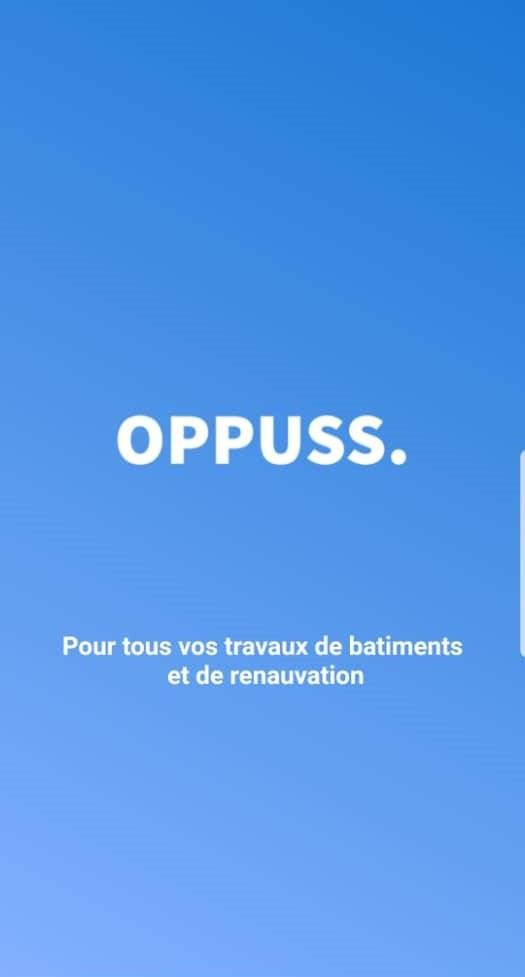 OPPUSS.
Pour tous vos travaux de batiments
et de renauvation